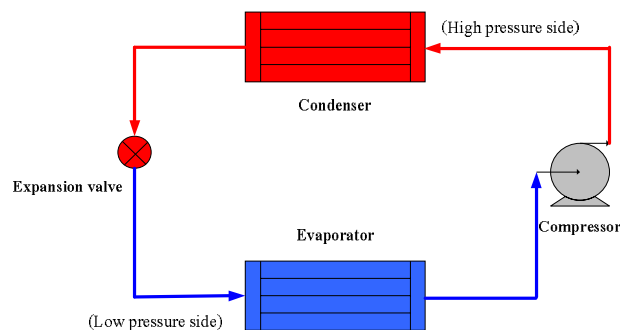 (High pressure side)
Condenser
Expansion valve
Compressor
Evaporator
(Low pressure side)